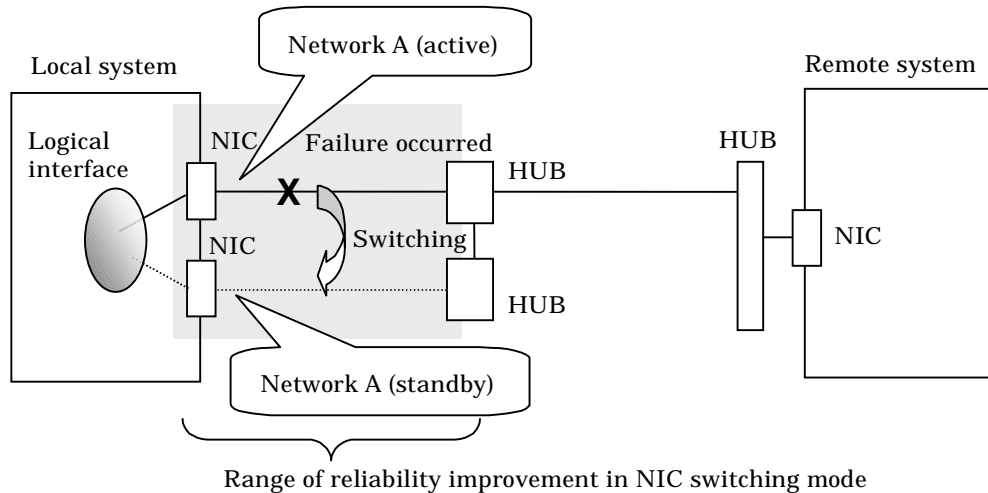 Network A (active)
Local system
Remote system
NIC
Logical
interface
Failure occurred
HUB
HUB
X
NIC
Switching
NIC
HUB
Network A (standby)
Range of reliability improvement in NIC switching mode